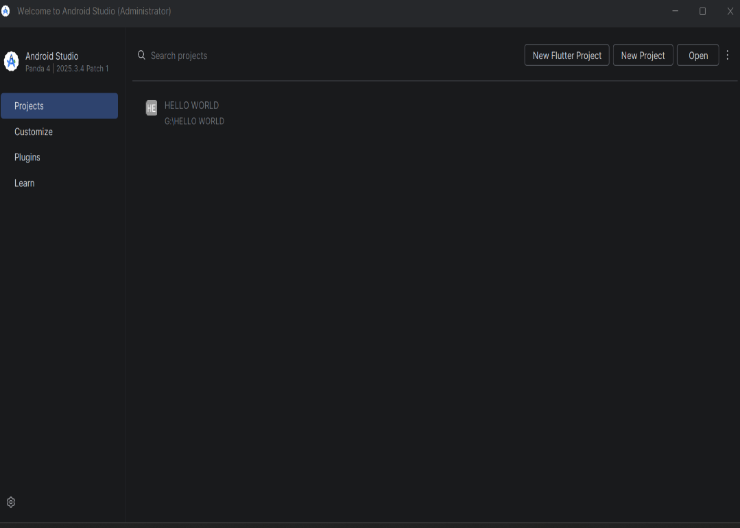 Welcome to Android Studio (Administrator)
Android Studio
Panda 4 | 2025.3.4 Patch 1
Search projects
New Flutter Project
New Project
Open
Projects
Customize
Plugins
Learn
HE
HELLO WORLD
G:\HELLO WORLD